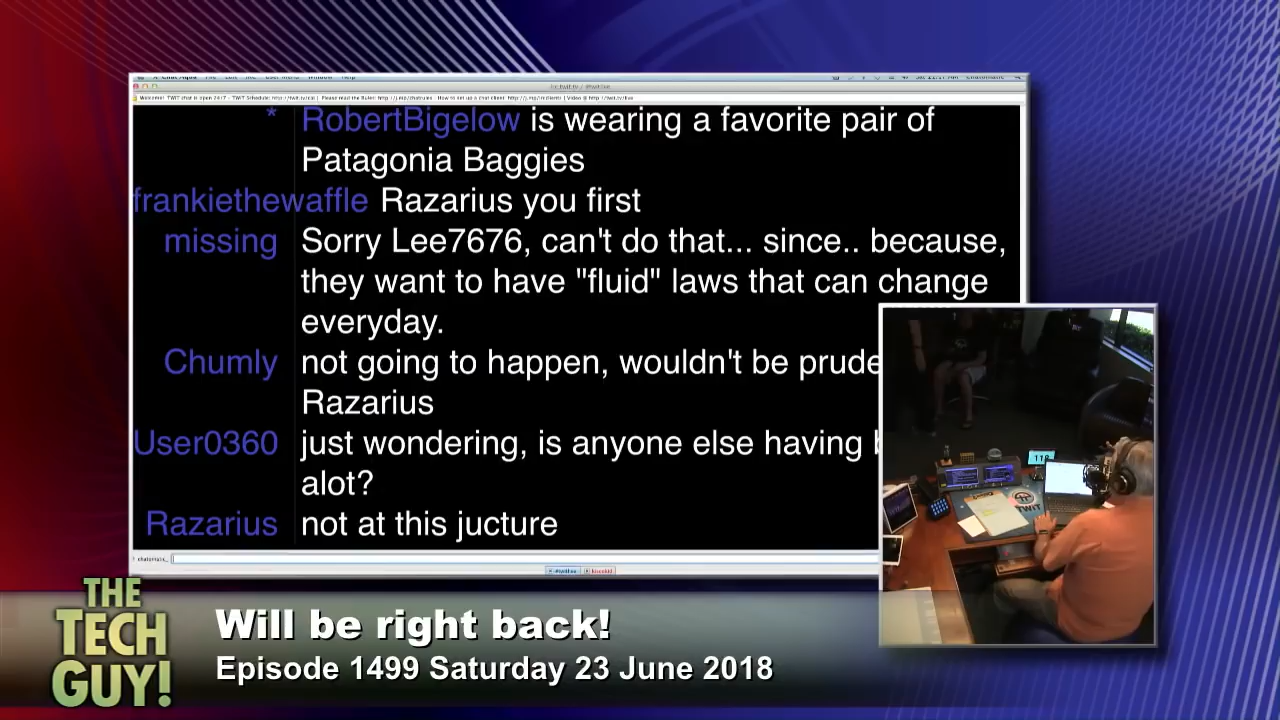 * RobertBigelow is wearing a favorite pair of
Patagonia Baggies
frankiethewaffle Razarius you first
missing Sorry Lee7676, can't do that... since.. because,
they want to have "fluid" laws that can change
everyday.
Chumly not going to happen, wouldn't be prude
Razarius
User0360 just wondering, is anyone else having
alot?
Razarius not at this jucture
118
TWiT
THE
TECH
GUY!
Will be right back!
Episode 1499 Saturday 23 June 2018